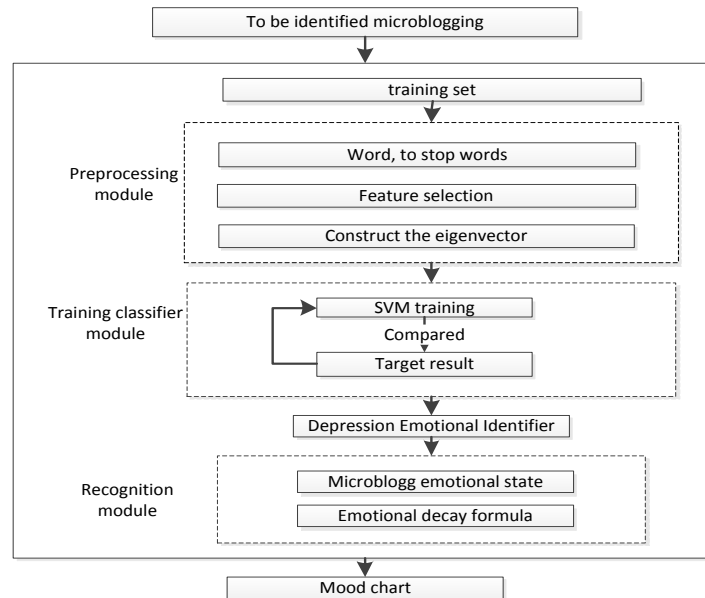 To be identified microblogging
training set
Preprocessing
module
Word, to stop words
Feature selection
Construct the eigenvector
Training classifier
module
SVM training
Compared
Target result
Depression Emotional Identifier
Recognition
module
Microblogg emotional state
Emotional decay formula
Mood chart